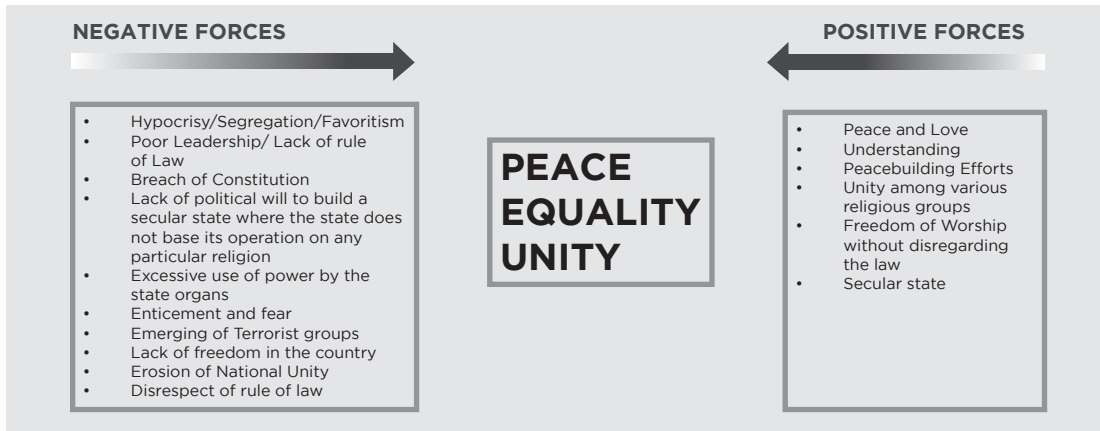 NEGATIVE FORCES
• Hypocrisy/Segregation/Favoritism
• Poor Leadership/ Lack of rule
of Law
• Breach of Constitution
• Lack of political will to build a
secular state where the state does
not base its operation on any
particular religion
• Excessive use of power by the
state organs
• Enticement and fear
• Emerging of Terrorist groups
• Lack of freedom in the country
• Erosion of National Unity
• Disrespect of rule of law
PEACE
EQUALITY
UNITY
POSITIVE FORCES
• Peace and Love
• Understanding
• Peacebuilding Efforts
• Unity among various
religious groups
• Freedom of Worship
without disregarding
the law
• Secular state